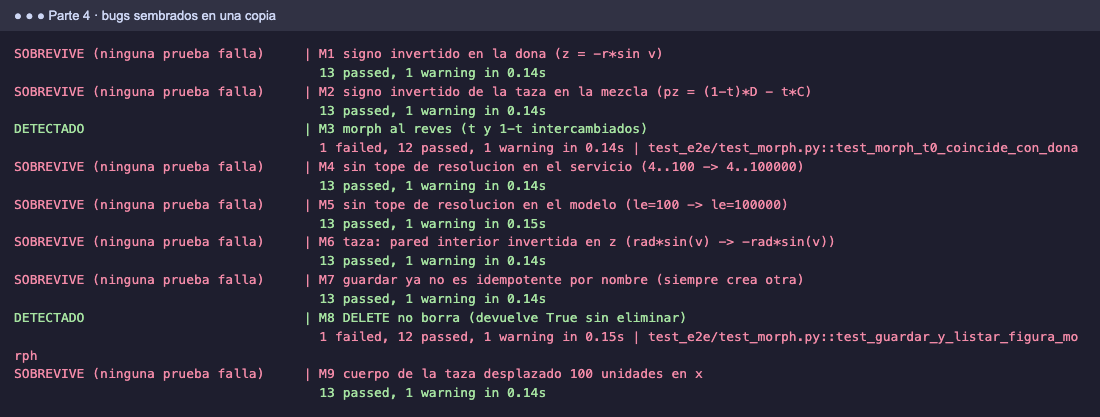 ● ● ● Parte 4 · bugs sembrados en una copia
SOBREVIVE (ninguna prueba falla) | M1 signo invertido en la dona (z = -r*sin v)
13 passed, 1 warning in 0.14s
SOBREVIVE (ninguna prueba falla) | M2 signo invertido de la taza en la mezcla (pz = (1-t)*D - t*C)
13 passed, 1 warning in 0.14s
DETECTADO | M3 morph al reves (t y 1-t intercambiados)
1 failed, 12 passed, 1 warning in 0.14s | test_e2e/test_morph.py::test_morph_t0_coincide_con_dona
SOBREVIVE (ninguna prueba falla) | M4 sin tope de resolucion en el servicio (4..100 -> 4..100000)
13 passed, 1 warning in 0.14s
SOBREVIVE (ninguna prueba falla) | M5 sin tope de resolucion en el modelo (le=100 -> le=100000)
13 passed, 1 warning in 0.15s
SOBREVIVE (ninguna prueba falla) | M6 taza: pared interior invertida en z (rad*sin(v) -> -rad*sin(v))
13 passed, 1 warning in 0.14s
SOBREVIVE (ninguna prueba falla) | M7 guardar ya no es idempotente por nombre (siempre crea otra)
13 passed, 1 warning in 0.14s
DETECTADO | M8 DELETE no borra (devuelve True sin eliminar)
1 failed, 12 passed, 1 warning in 0.15s | test_e2e/test_morph.py::test_guardar_y_listar_figura_mo
rph
SOBREVIVE (ninguna prueba falla) | M9 cuerpo de la taza desplazado 100 unidades en x
13 passed, 1 warning in 0.14s